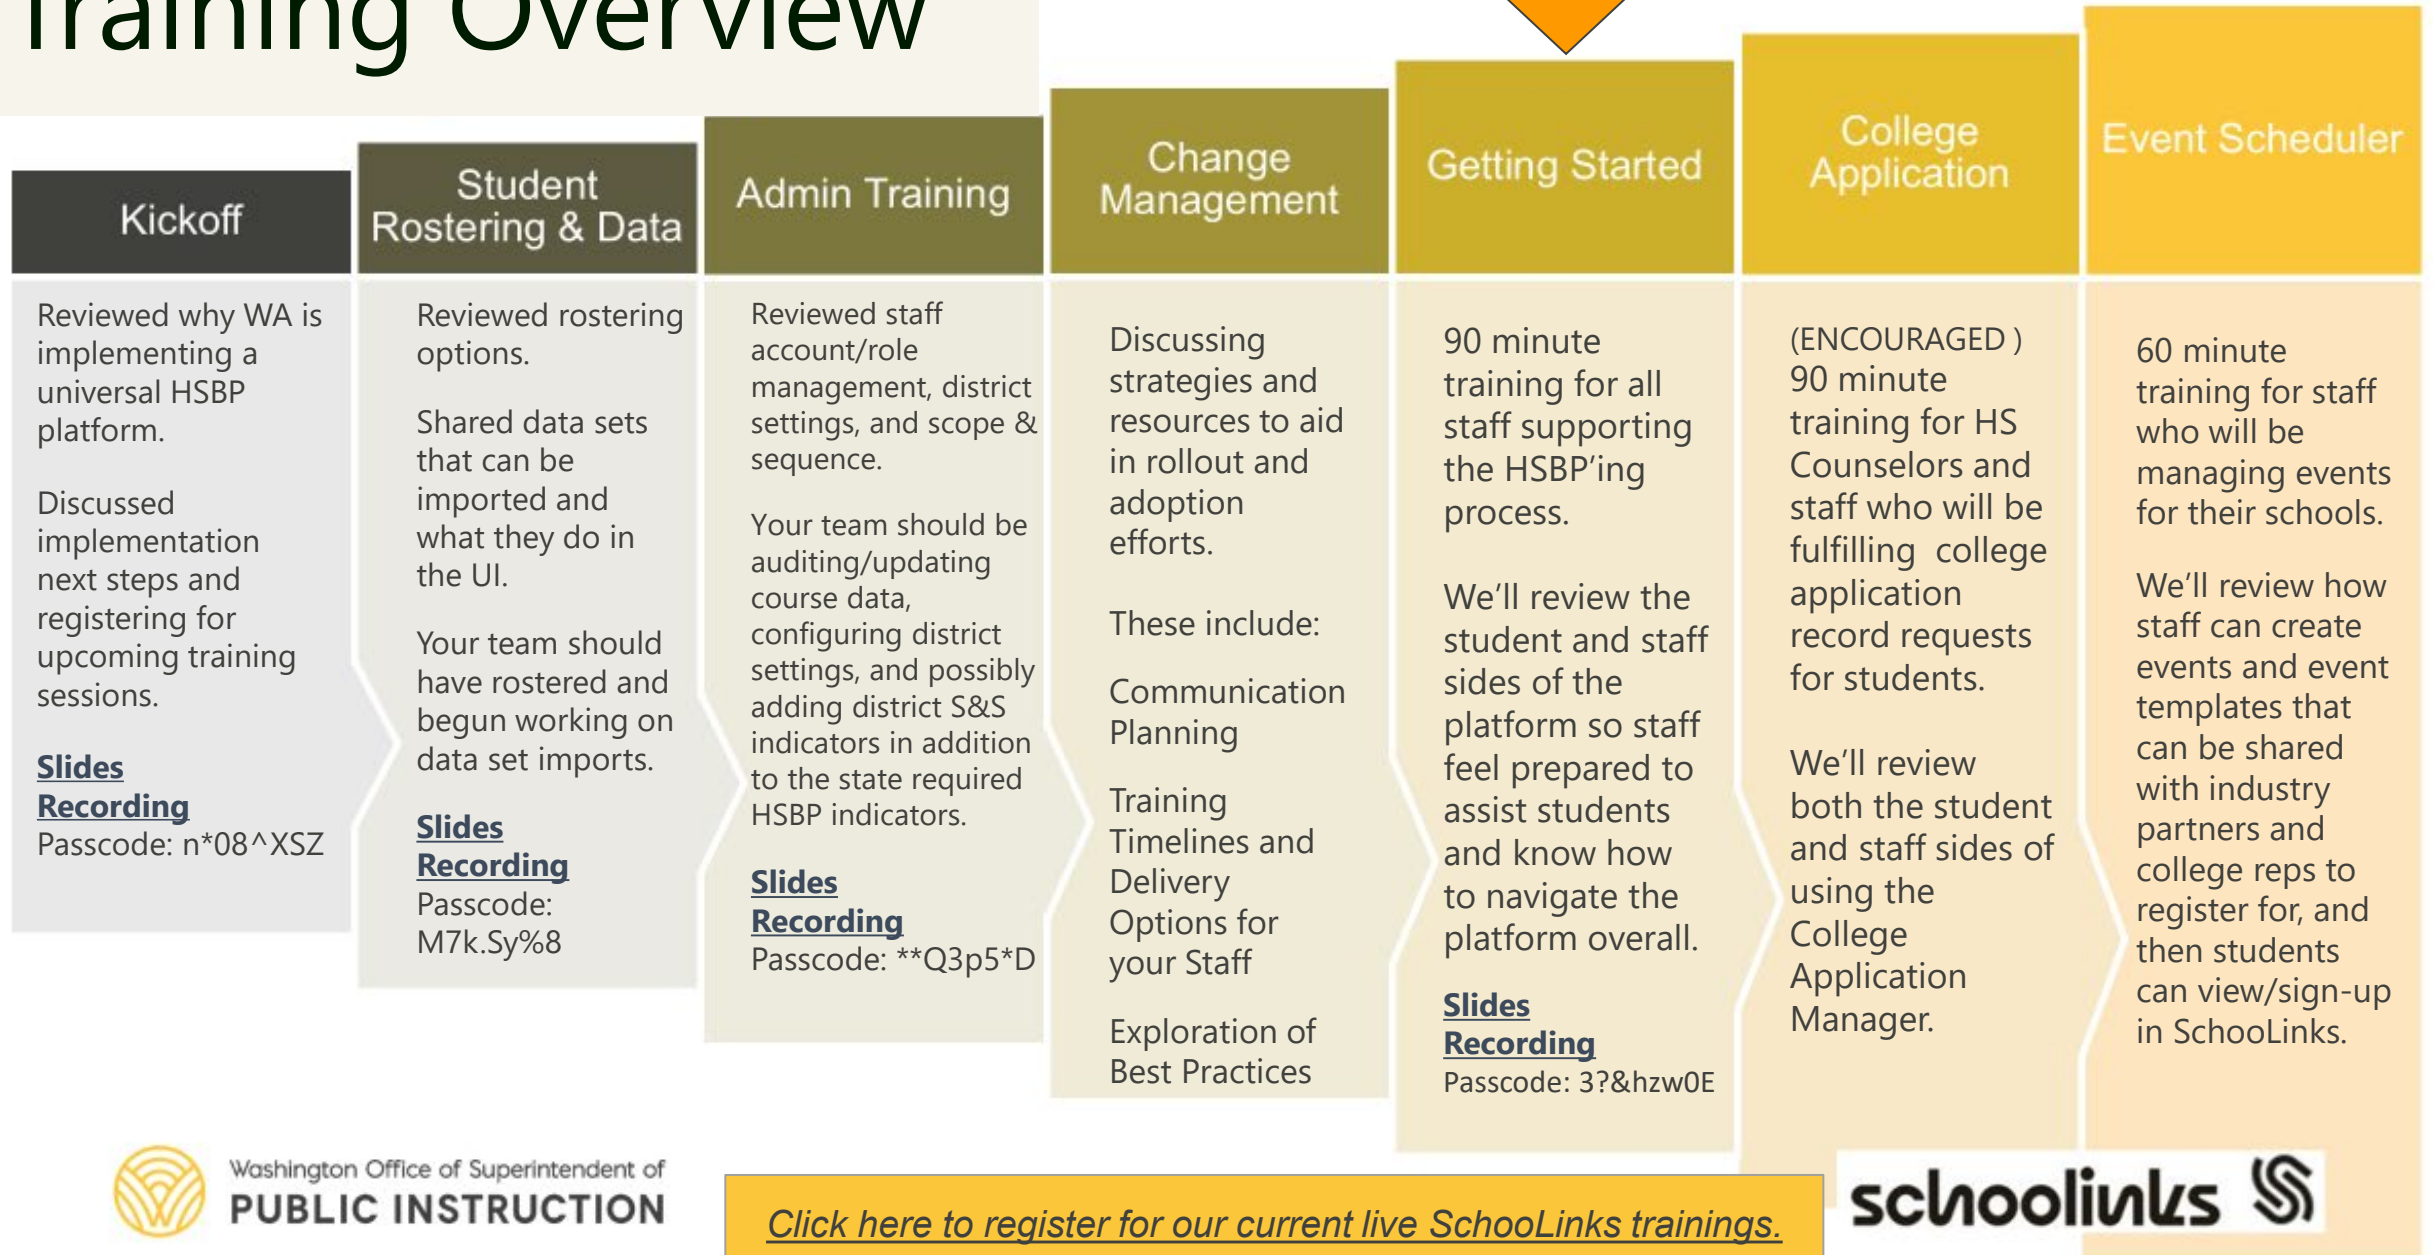 Training Overview
Kickoff
Reviewed why WA is
implementing a
universal HSBP
platform.
Discussed
implementation
next steps and
registering for
upcoming training
sessions.
Slides
Recording
Passcode: n*08^XSZ
Student
Rostering & Data
Reviewed rostering
options.
Shared data sets
that can be
imported and
what they do in
the UI.
Your team should
have rostered and
begun working on
data set imports.
Slides
Recording
Passcode:
M7k.Sy%8
Admin Training
Reviewed staff
account/role
management, district
settings, and scope &
sequence.
Your team should be
auditing/updating
course data,
configuring district
settings, and possibly
adding district S&S
indicators in addition
to the state required
HSBP indicators.
Slides
Recording
Passcode: **Q3p5*D
Change
Management
Discussing
strategies and
resources to aid
in rollout and
adoption
efforts.
These include:
Communication
Planning
Training
Timelines and
Delivery
Options for
your Staff
Exploration of
Best Practices
Getting Started
90 minute
training for all
staff supporting
the HSBP’ing
process.
We’ll review the
student and staff
sides of the
platform so staff
feel prepared to
assist students
and know how
to navigate the
platform overall.
Slides
Recording
Passcode: 3?&hzw0E
College
Application
(ENCOURAGED )
90 minute
training for HS
Counselors and
staff who will be
fulfilling college
application
record requests
for students.
We’ll review
both the student
and staff sides of
using the
College
Application
Manager.
Event Scheduler
60 minute
training for staff
who will be
managing events
for their schools.
We’ll review how
staff can create
events and event
templates that
can be shared
with industry
partners and
college reps to
register for, and
then students
can view/sign-up
in SchooLinks.
Washington Office of Superintendent of
PUBLIC INSTRUCTION
Click here to register for our current live SchooLinks trainings.
schoolinks